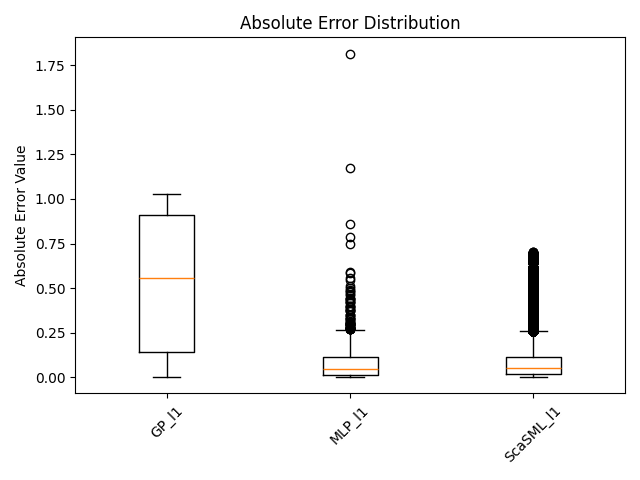 Absolute Error Distribution
Absolute Error Value
1.75
1.50
1.25
1.00
0.75
0.50
0.25
0.00
GP_l1
MLP_l1
ScaSML_l1